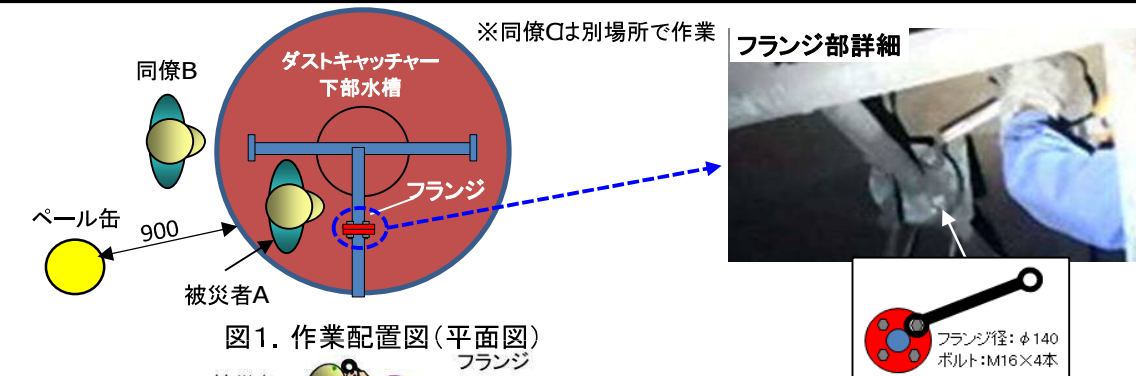 ※同僚Cは別場所で作業
フランジ部詳細
ダストキャッチャー
下部水槽
同僚B
フランジ
ペール缶
900
被災者A
図1. 作業配置図(平面図)
フランジ径:φ140
ボルト:M16×4本
フランジ